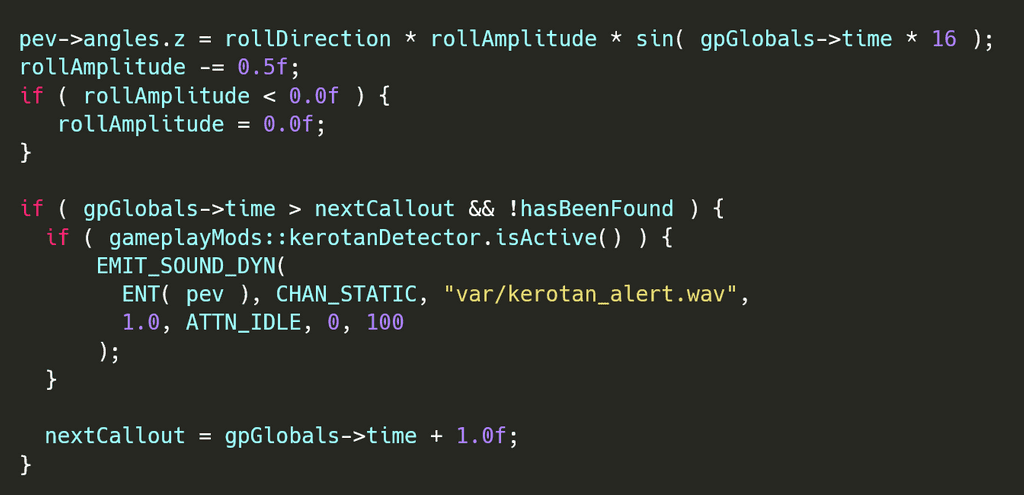 pev->angles.z = rollDirection * rollAmplitude * sin( gpGlobals->time * 16 );
rollAmplitude -= 0.5f;
if ( rollAmplitude < 0.0f ) {
   rollAmplitude = 0.0f;
}

if ( gpGlobals->time > nextCallout && !hasBeenFound ) {
  if ( gameplayMods::kerotanDetector.isActive() ) {
      EMIT_SOUND_DYN(
        ENT( pev ), CHAN_STATIC, "var/kerotan_alert.wav",
        1.0, ATTN_IDLE, 0, 100
      );
  }

  nextCallout = gpGlobals->time + 1.0f;
}